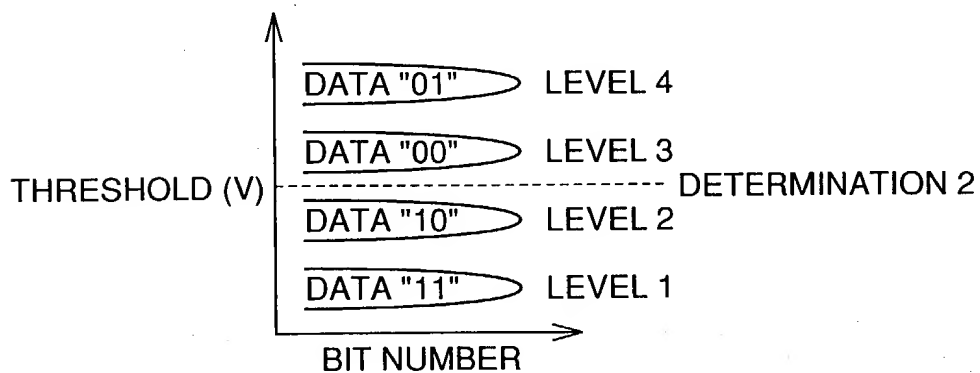 DATA "01" LEVEL 4
DATA "00" LEVEL 3
THRESHOLD (V) DETERMINATION 2
DATA "10" LEVEL 2
DATA "11" LEVEL 1
BIT NUMBER